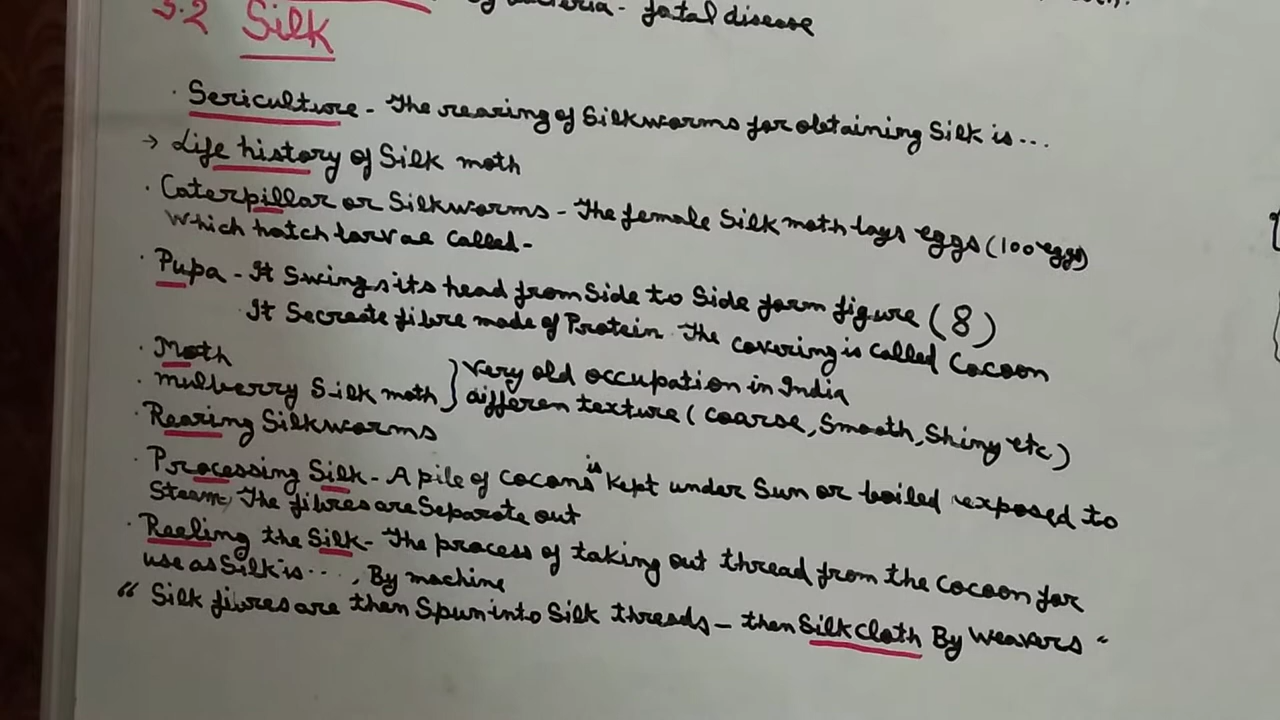 by bacteria - fatal disease
3.2 Silk
· Sericulture - The rearing of Silkworms for obtaining Silk is...
→ Life history of Silk moth
· Caterpillar or Silkworms - The female Silk moth lays eggs (100 eggs)
Which hatch larvae called -
· Pupa - It Swings its head from Side to Side form figure (8)
It Secreate fibre made of Protein. The covering is called Cocoon
· Moth
· mulberry Silk moth } Very old occupation in India
differen texture (coarse, Smooth, Shiny etc)
· Rearing Silkworms
· Processing Silk - A pile of cocons is kept under Sun or boiled exposed to
Steam, The fibres are Separate out
· Reeling the Silk - The process of taking out thread from the Cocoon for
use as Silk is...., By machine
“ Silk fibres are then Spun into Silk threads – then Silk cloth By Weavers “